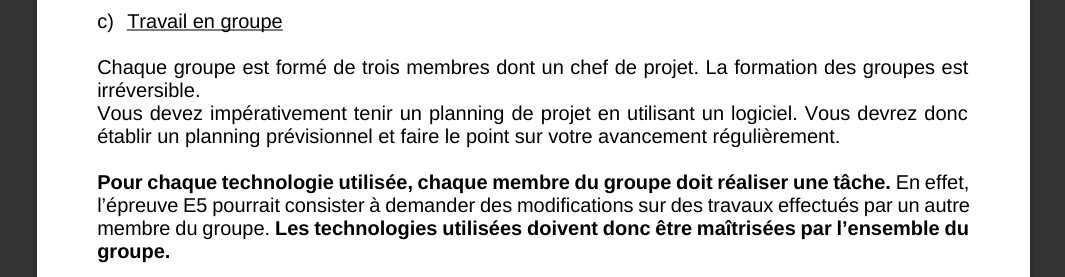 c) Travail en groupe
Chaque groupe est formé de trois membres dont un chef de projet. La formation des groupes est
irréversible.
Vous devez impérativement tenir un planning de projet en utilisant un logiciel. Vous devrez donc
établir un planning prévisionnel et faire le point sur votre avancement régulièrement.
Pour chaque technologie utilisée, chaque membre du groupe doit réaliser une tâche. En effet,
l’épreuve E5 pourrait consister à demander des modifications sur des travaux effectués par un autre
membre du groupe. Les technologies utilisées doivent donc être maîtrisées par l’ensemble du
groupe.